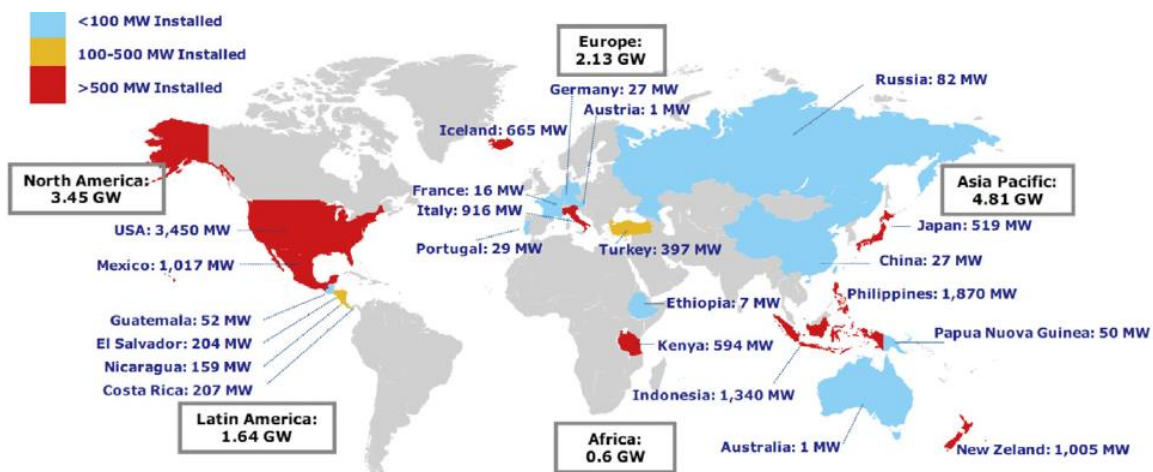 <100 MW Installed
100-500 MW Installed
>500 MW Installed
Europe:
2.13 GW
Germany: 27 MW
Austria: 1 MW
Russia: 82 MW
Iceland: 665 MW
North America:
3.45 GW
France: 16 MW
Italy: 916 MW
Portugal: 29 MW
Turkey: 397 MW
Asia Pacific:
4.81 GW
Japan: 519 MW
China: 27 MW
USA: 3,450 MW
Mexico: 1,017 MW
Philippines: 1,870 MW
Ethiopia: 7 MW
Guatemala: 52 MW
El Salvador: 204 MW
Nicaragua: 159 MW
Costa Rica: 207 MW
Kenya: 594 MW
Papua Nuova Guinea: 50 MW
Indonesia: 1,340 MW
Latin America:
1.64 GW
Africa:
0.6 GW
Australia: 1 MW
New Zeland: 1,005 MW